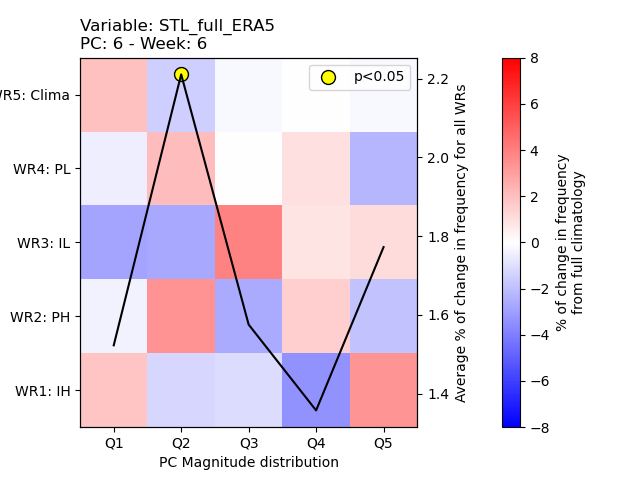 Variable: STL_full_ERA5
PC: 6 - Week: 6
p<0.05
WR5: Clima
WR4: PL
WR3: IL
WR2: PH
WR1: IH
Q1 Q2 Q3 Q4 Q5
PC Magnitude distribution
2.2
2.0
1.8
1.6
1.4
Average % of change in frequency for all WRs
8
6
4
2
0
−2
−4
−6
−8
% of change in frequency
from full climatology